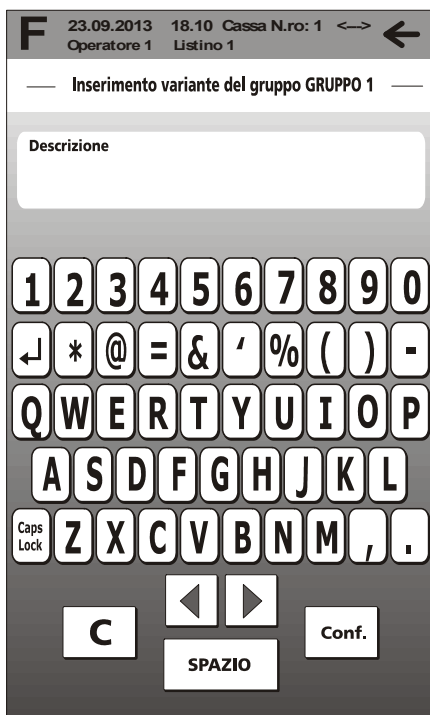 F 23.09.2013 18.10 Cassa N.ro: 1 <-->
Operatore 1 Listino 1
Inserimento variante del gruppo GRUPPO 1
Descrizione
1 2 3 4 5 6 7 8 9 0
* @ = & ' % ( ) -
Q W E R T Y U I O P
A S D F G H J K L
Caps Lock Z X C V B N M , .
C Conf.
SPAZIO